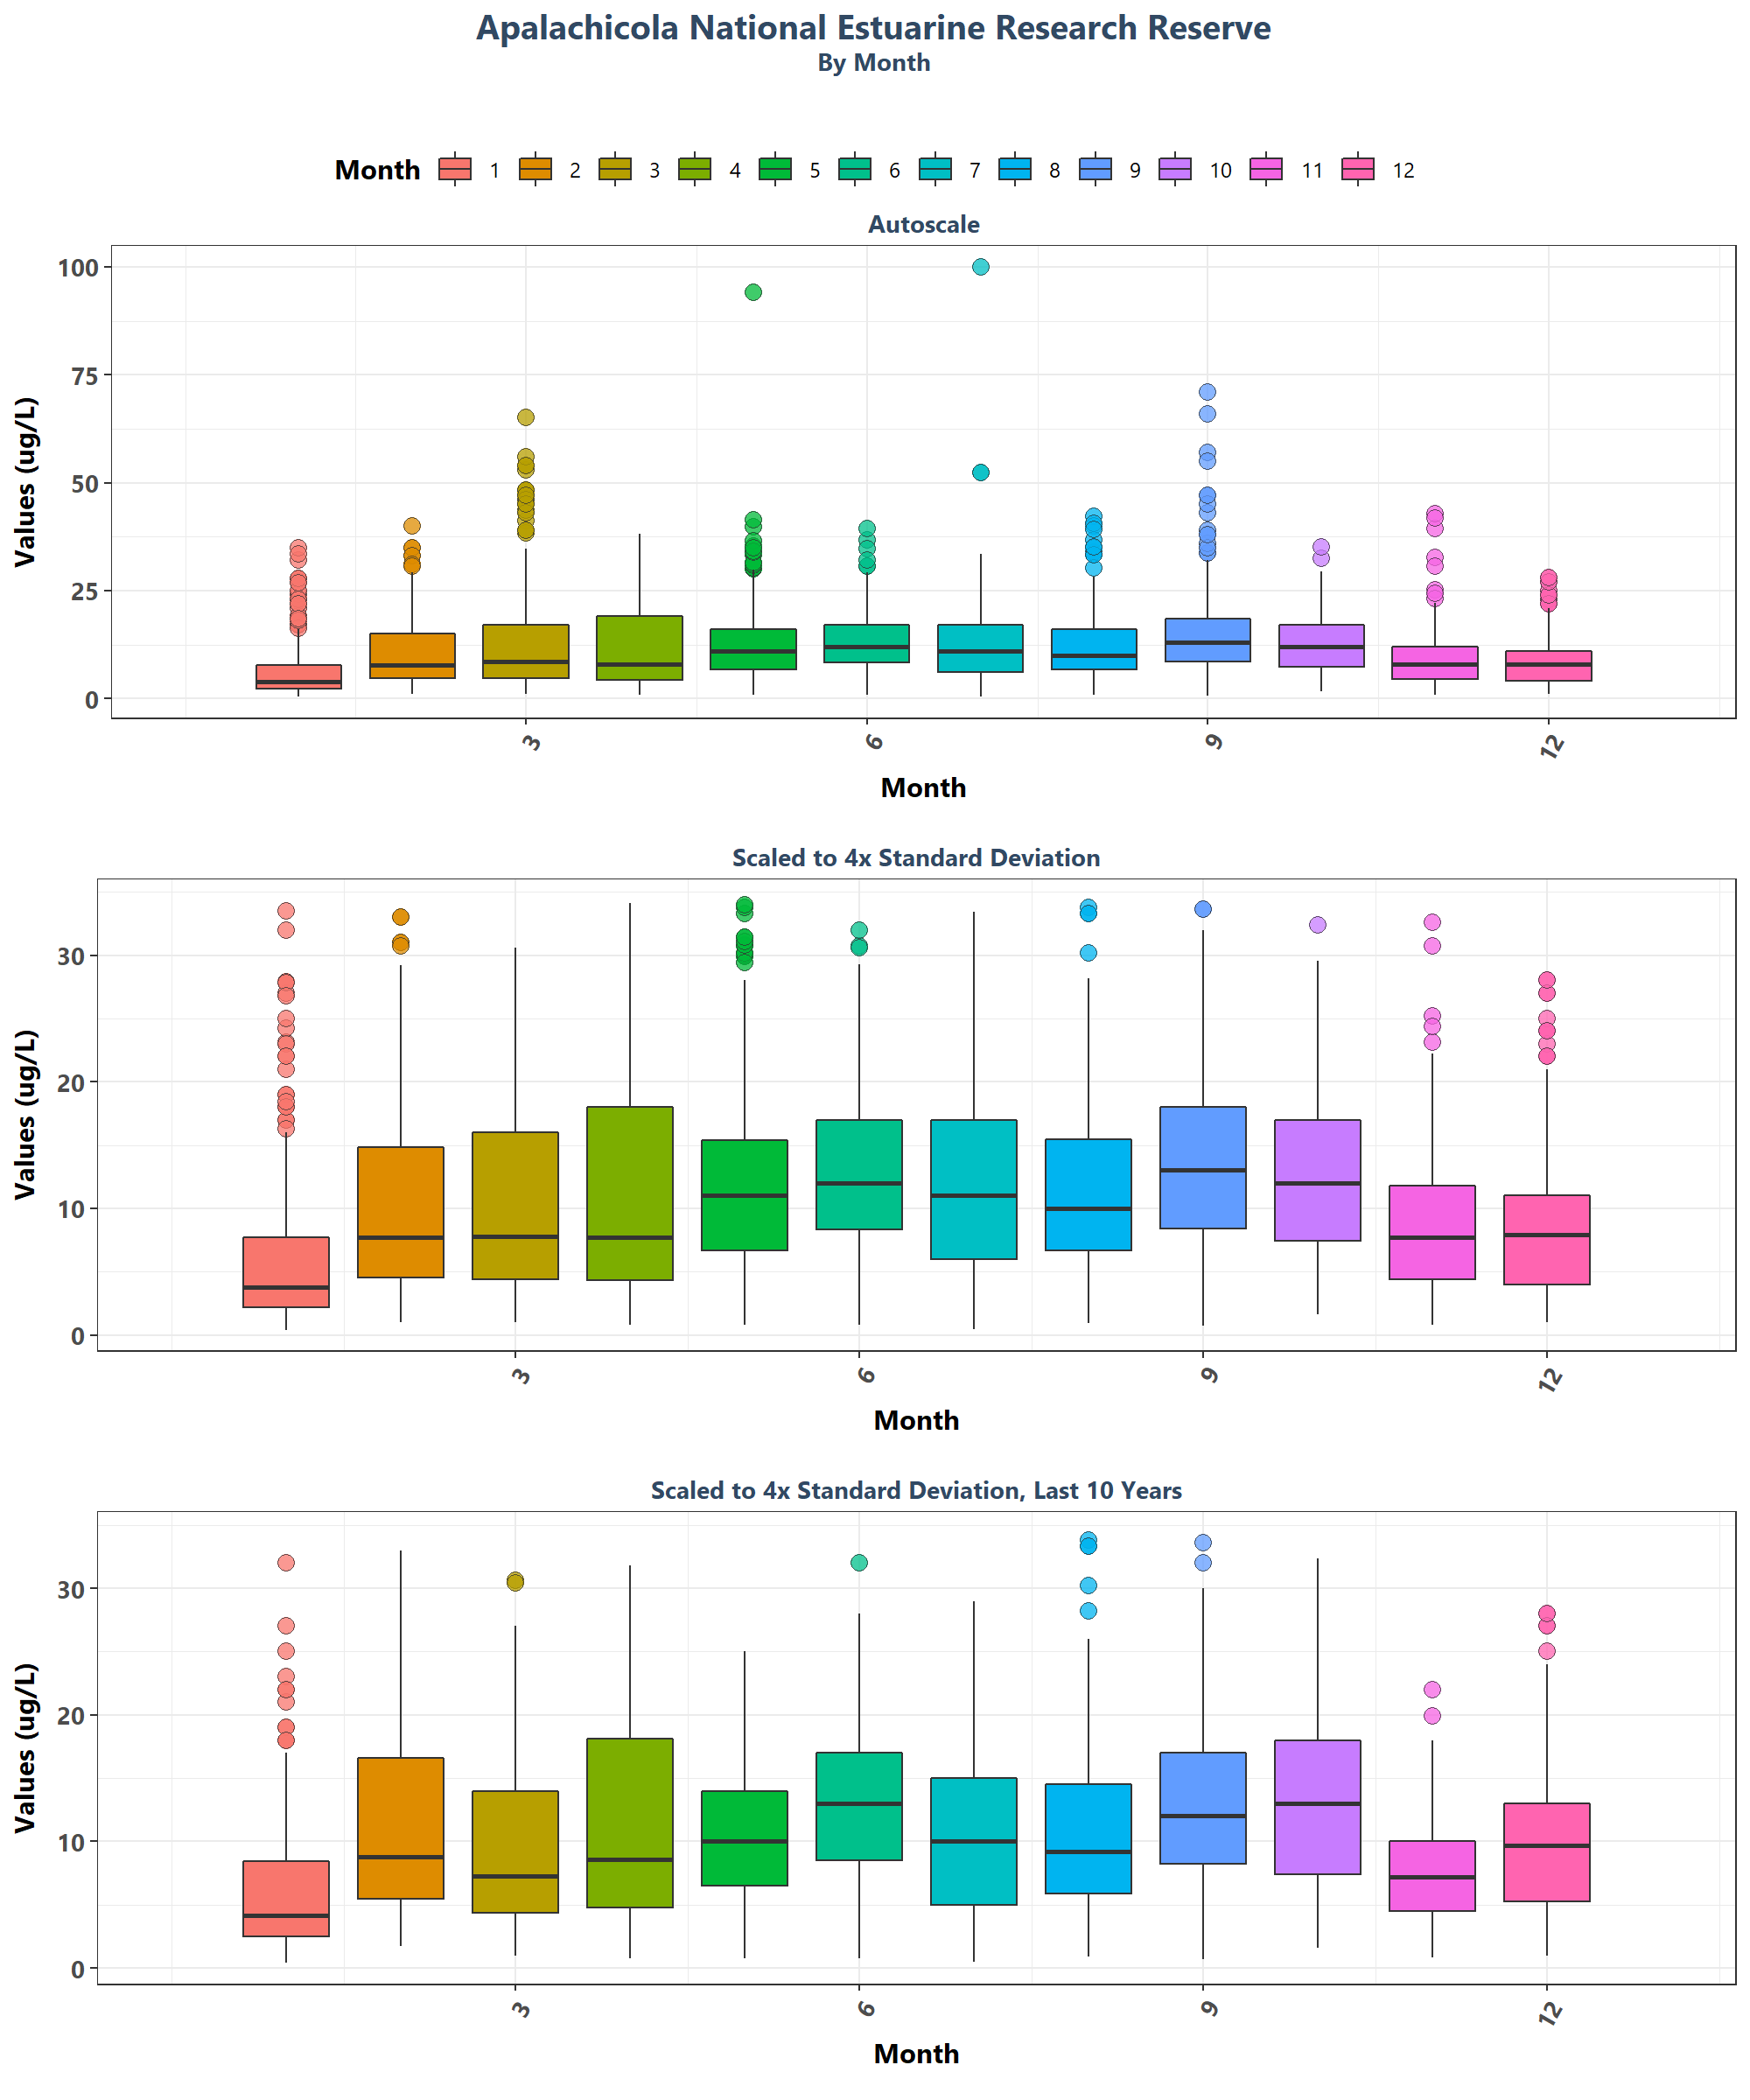 Apalachicola National Estuarine Research Reserve
By Month
Month 1 2 3 4 5 6 7 8 9 10 11 12
Autoscale
Values (ug/L)
100
75
50
25
0
3 6 9 12
Month
Scaled to 4x Standard Deviation
Values (ug/L)
30
20
10
0
3 6 9 12
Month
Scaled to 4x Standard Deviation, Last 10 Years
Values (ug/L)
30
20
10
0
3 6 9 12
Month